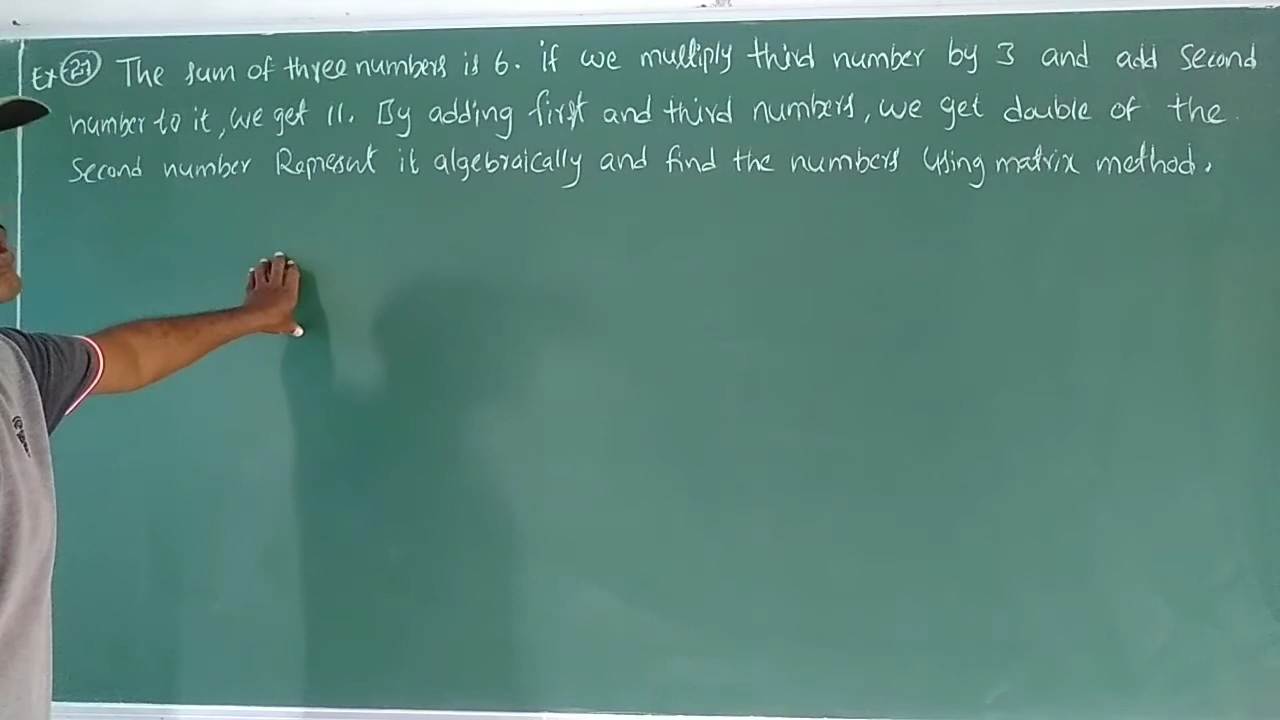 Ex 27 The sum of three numbers is 6. if we multiply third number by 3 and add second
number to it, we get 11. By adding first and third numbers, we get double of the
second number Represent it algebraically and find the numbers using matrix method.